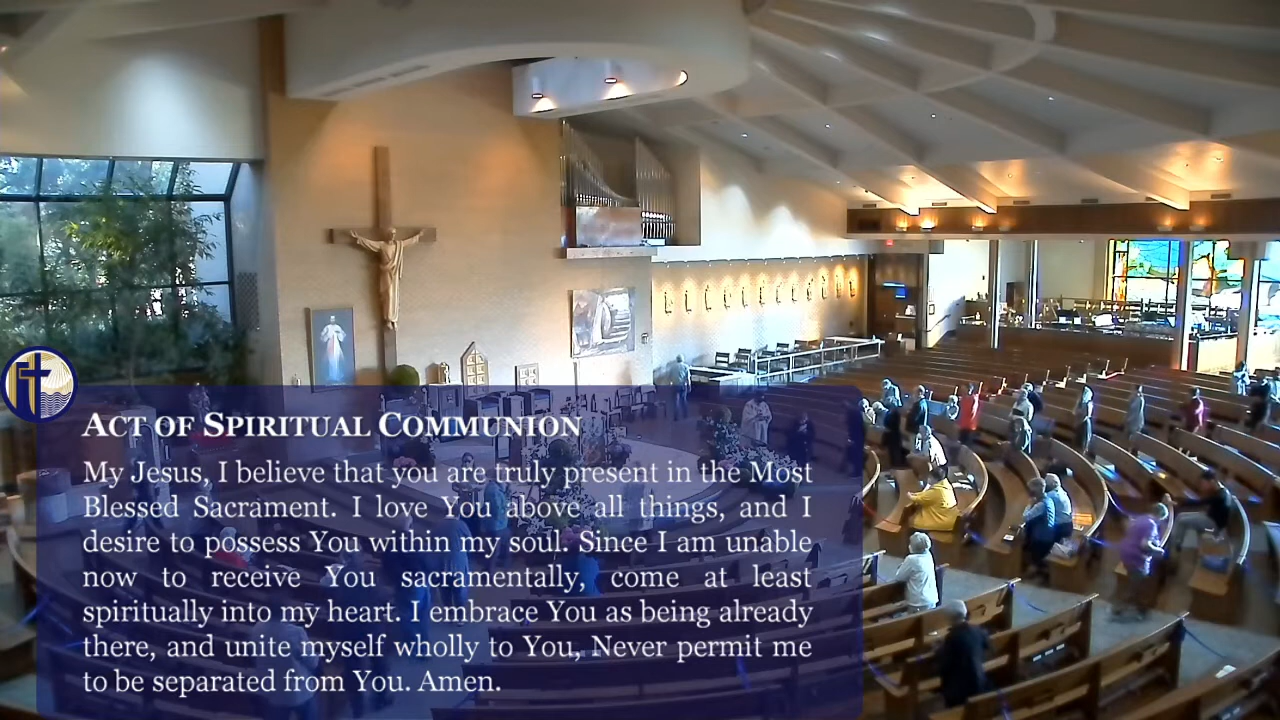 ACT OF SPIRITUAL COMMUNION
My Jesus, I believe that you are truly present in the Most
Blessed Sacrament. I love You above all things, and I
desire to possess You within my soul. Since I am unable
now to receive You sacramentally, come at least
spiritually into my heart. I embrace You as being already
there, and unite myself wholly to You, Never permit me
to be separated from You. Amen.